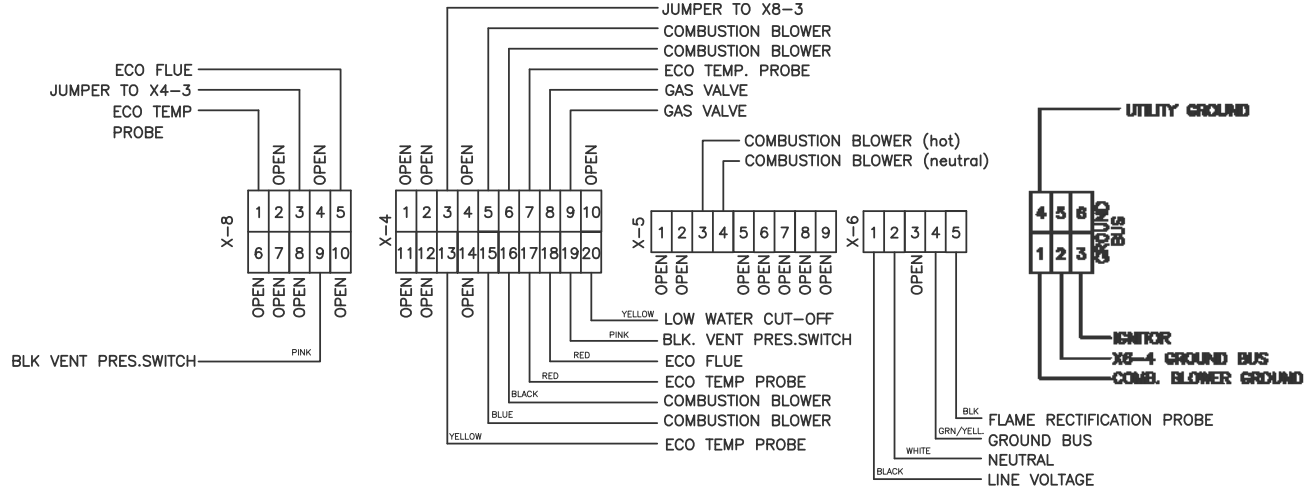 JUMPER TO X8-3
COMBUSTION BLOWER
COMBUSTION BLOWER
ECO TEMP. PROBE
GAS VALVE
GAS VALVE
ECO FLUE
JUMPER TO X4-3
ECO TEMP
PROBE
OPEN
OPEN
X-8
1 2 3 4 5
6 7 8 9 10
OPEN
OPEN
OPEN
OPEN
PINK
BLK VENT PRES.SWITCH
OPEN
OPEN
OPEN
OPEN
X-4
1 2 3 4 5 6 7 8 9 10
11 12 13 14 15 16 17 18 19 20
OPEN
OPEN
OPEN
YELLOW
LOW WATER CUT-OFF
PINK
BLK. VENT PRES.SWITCH
RED
ECO FLUE
RED
ECO TEMP PROBE
BLACK
COMBUSTION BLOWER
BLUE
COMBUSTION BLOWER
YELLOW
ECO TEMP PROBE
COMBUSTION BLOWER (hot)
COMBUSTION BLOWER (neutral)
X-5
1 2 3 4 5 6 7 8 9
OPEN
OPEN
OPEN
OPEN
OPEN
OPEN
OPEN
X-6
1 2 3 4 5
OPEN
BLK
FLAME RECTIFICATION PROBE
GRN/YELL.
GROUND BUS
WHITE
NEUTRAL
BLACK
LINE VOLTAGE
UTILITY GROUND
4 5 6
1 2 3
GROUND
BUS
IGNITOR
X6-4 GROUND BUS
COMB. BLOWER GROUND